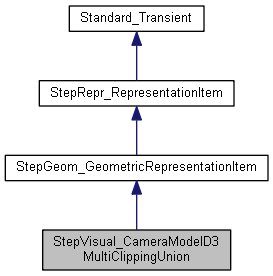 Standard_Transient
StepRepr_RepresentationItem
StepGeom_GeometricRepresentationItem
StepVisual_CameraModelD3
MultiClippingUnion